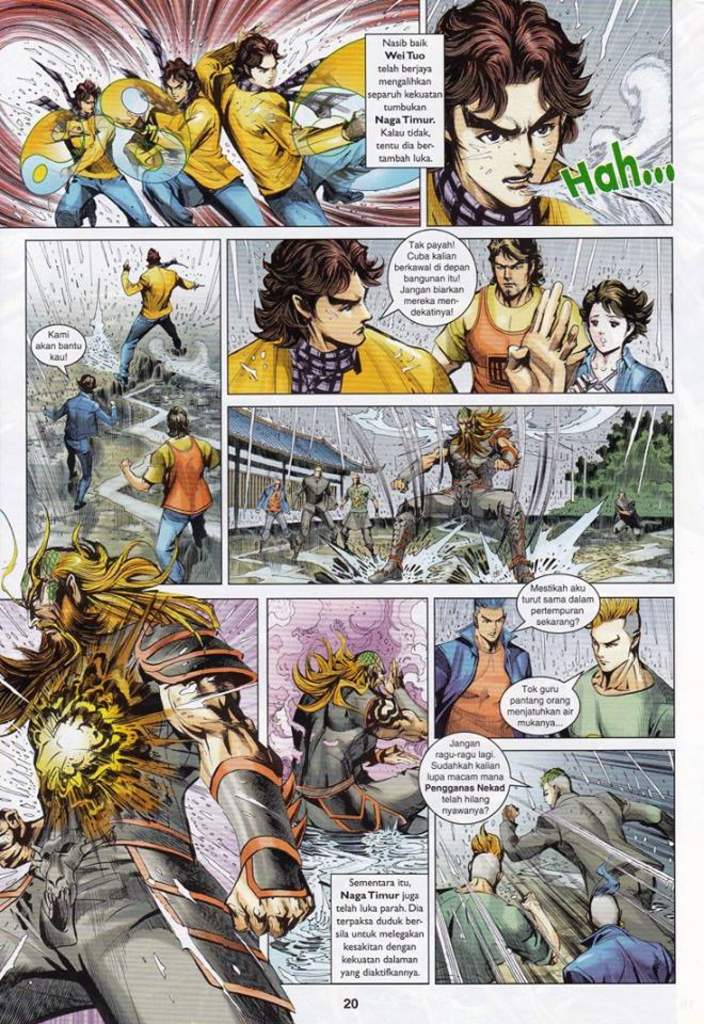 Nasib baik
Wei Tuo
telah berjaya
mengalihkan
separuh kekuatan
tumbukan
Naga Timur.
Kalau tidak,
tentu dia ber-
tambah luka.
Hah...
Kami
akan bantu
kau!
Tak payah!
Cuba kalian
berkawal di depan
bangunan itu!
Jangan biarkan
mereka men-
dekatinya!
Mestikah aku
turut sama dalam
pertempuran
sekarang?
Tok guru
pantang orang
menjatuhkan air
mukanya...
Jangan
ragu-ragu lagi.
Sudahkah kalian
lupa macam mana
Pengganas Nekad
telah hilang
nyawanya?
Sementara itu,
Naga Timur juga
telah luka parah. Dia
terpaksa duduk ber-
sila untuk melegakan
kesakitan dengan
kekuatan dalaman
yang diaktifkannya.
20